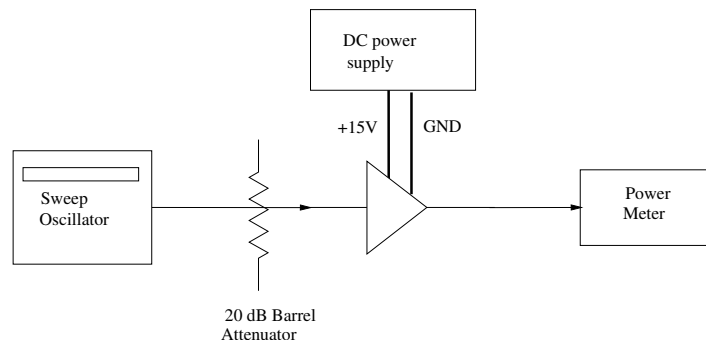 DC power
supply
+15V
GND
Sweep
Oscillator
Power
Meter
20 dB Barrel
Attenuator